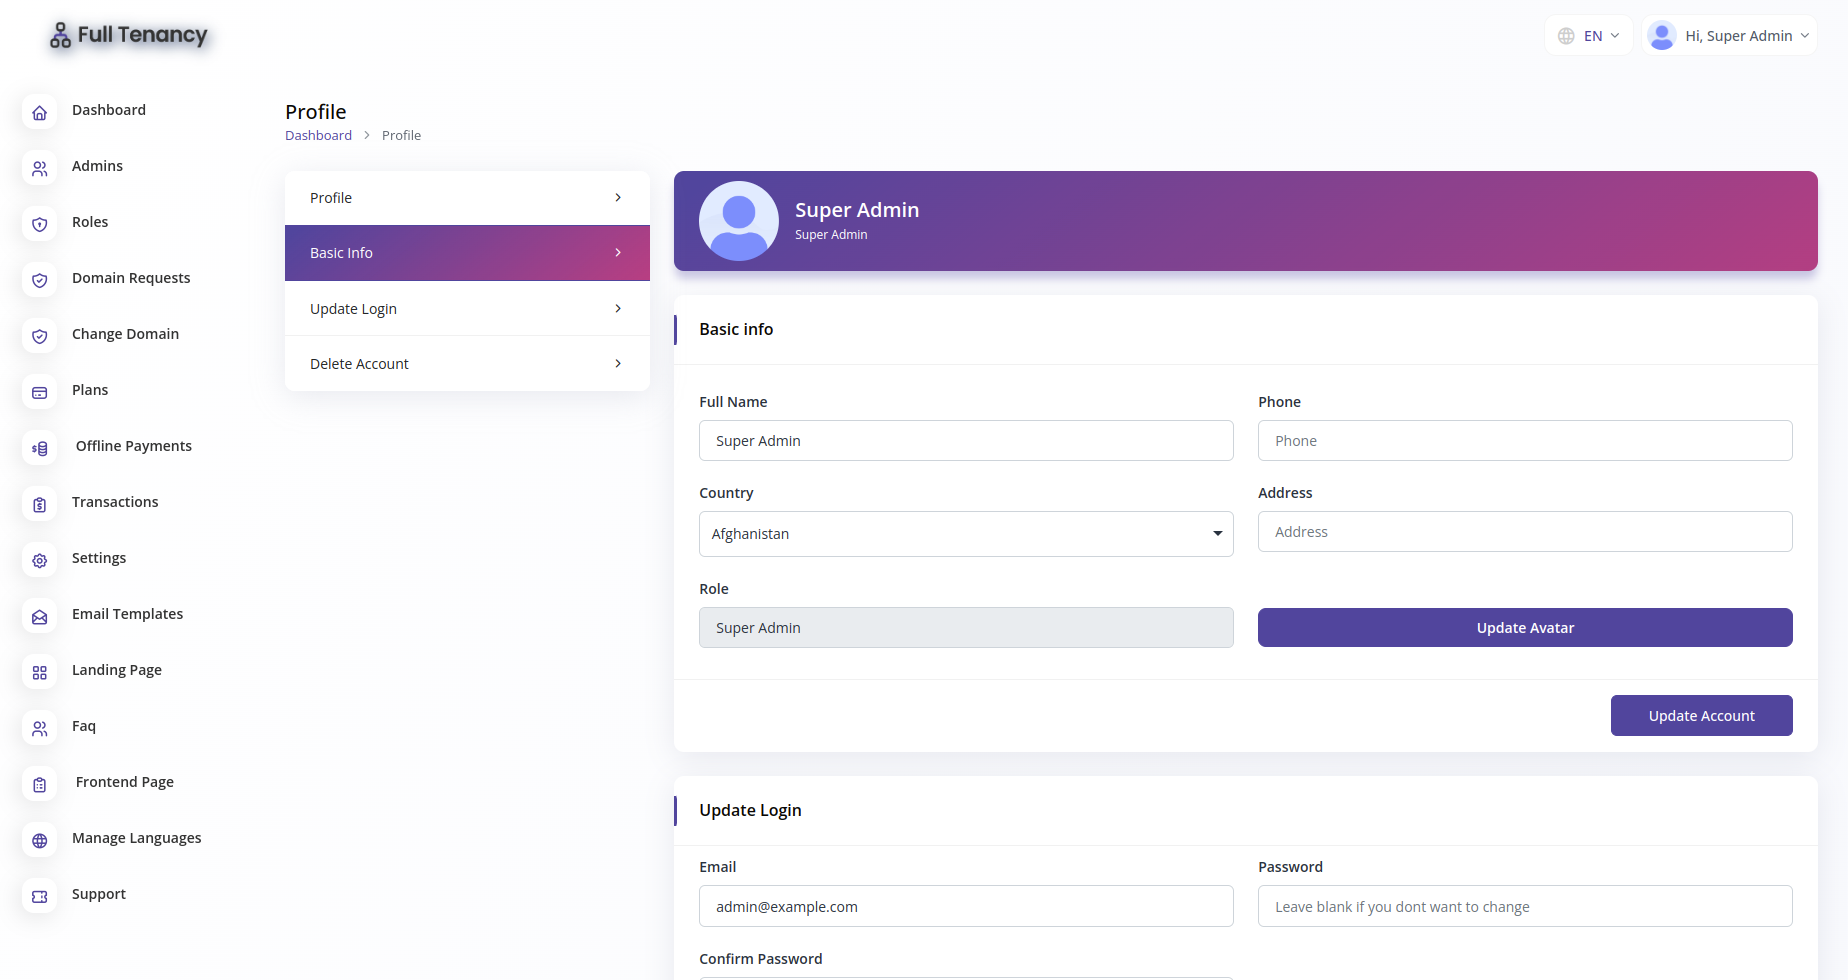 Full Tenancy
EN
Hi, Super Admin
Dashboard
Admins
Roles
Domain Requests
Change Domain
Plans
Offline Payments
Transactions
Settings
Email Templates
Landing Page
Faq
Frontend Page
Manage Languages
Support
Profile
Dashboard > Profile
Profile
Basic Info
Update Login
Delete Account
Super Admin
Super Admin
Basic info
Full Name
Super Admin
Phone
Phone
Country
Afghanistan
Address
Address
Role
Super Admin
Update Avatar
Update Account
Update Login
Email
admin@example.com
Password
Leave blank if you dont want to change
Confirm Password